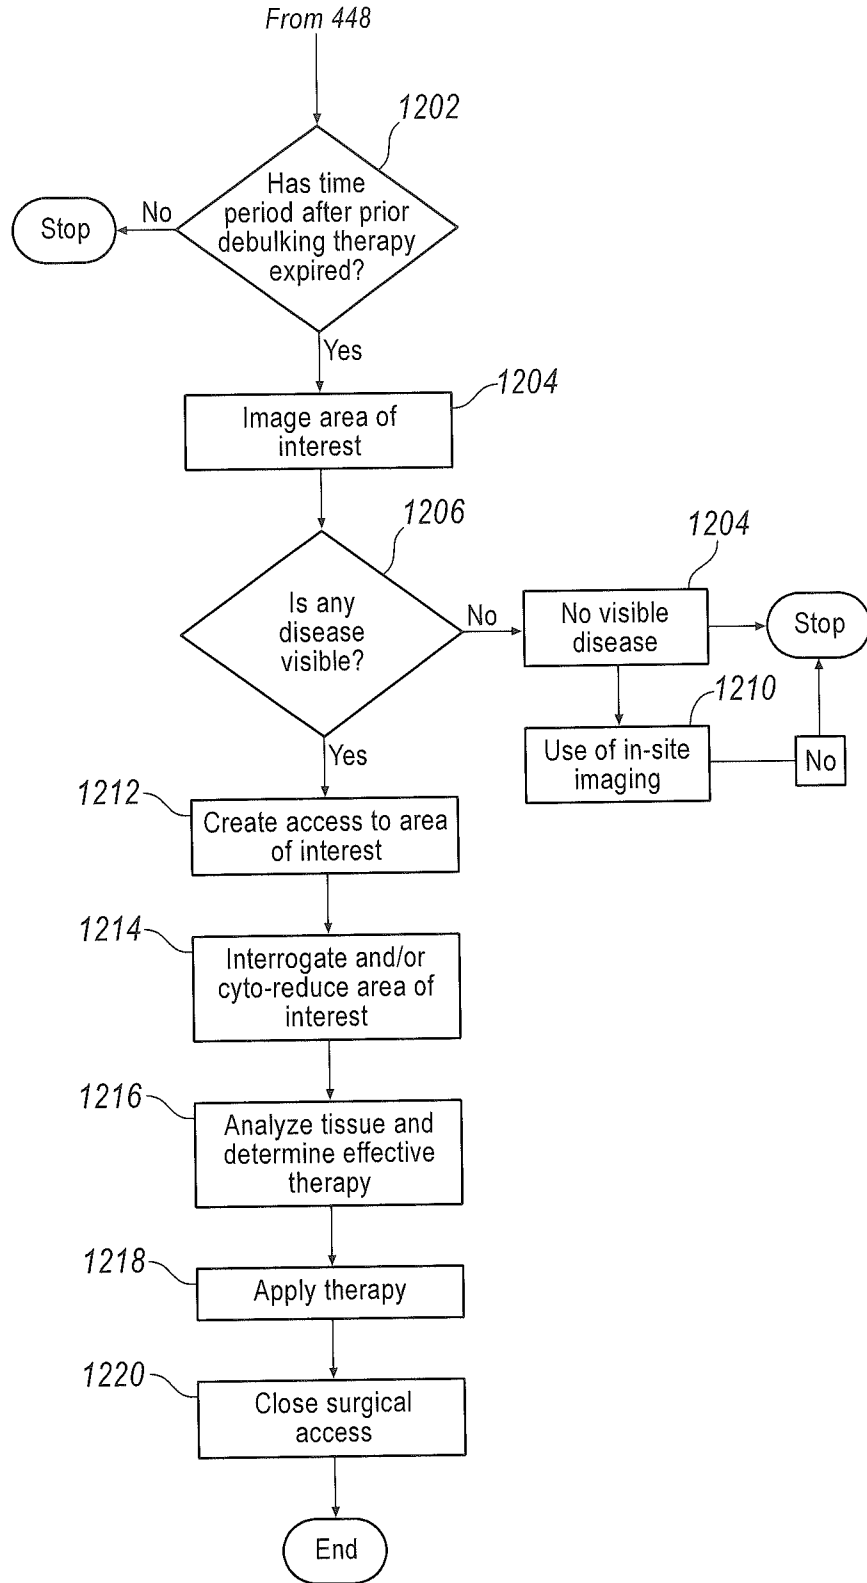 From 448
1202
Has time
period after prior
debulking therapy
expired?
No
Stop
Yes
1204
Image area of
interest
1206
Is any
disease
visible?
No
1204
No visible
disease
Stop
1210
Use of in-site
imaging
No
Yes
1212
Create access to area
of interest
1214
Interrogate and/or
cyto-reduce area of
interest
1216
Analyze tissue and
determine effective
therapy
1218
Apply therapy
1220
Close surgical
access
End